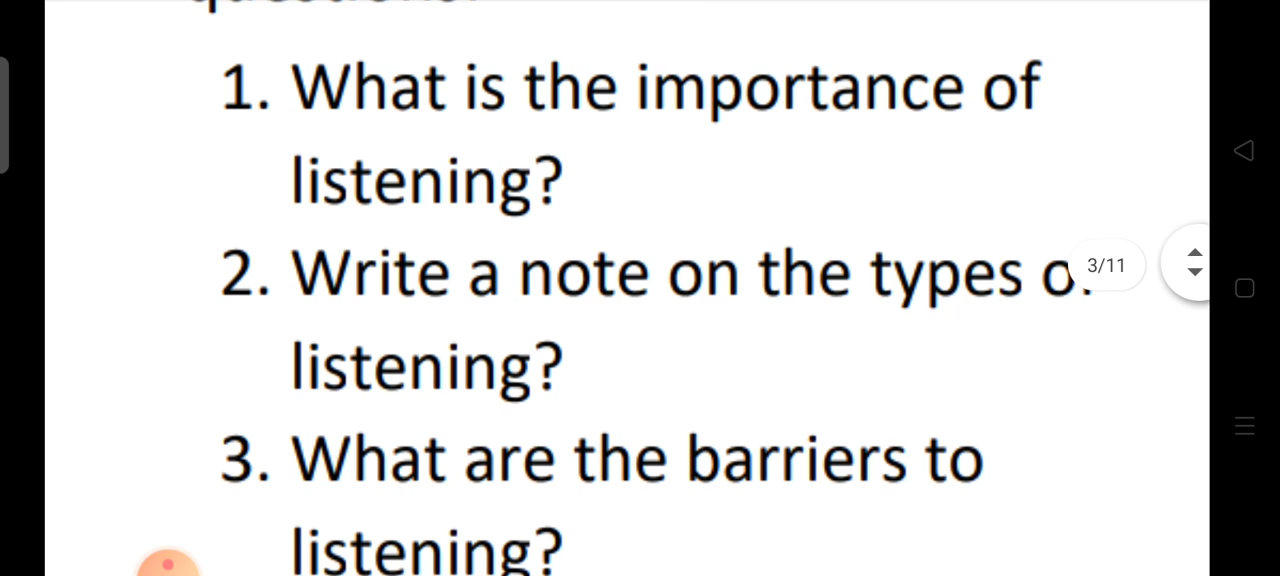 1. What is the importance of
listening?
2. Write a note on the types
3/11
listening?
3. What are the barriers to
listening?